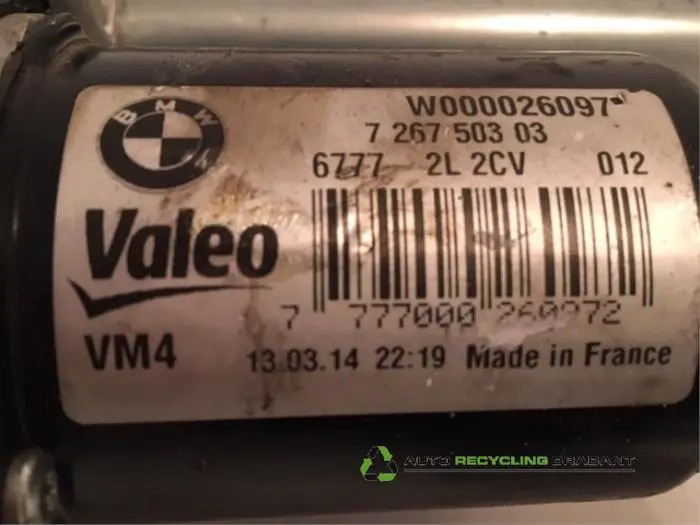 BMW
W000026097
7 267 503 03
6777 2L 2CV 012
Valeo
7 777000 260972
VM4
13.03.14 22:19 Made in France
AUTO RECYCLING BRABANT